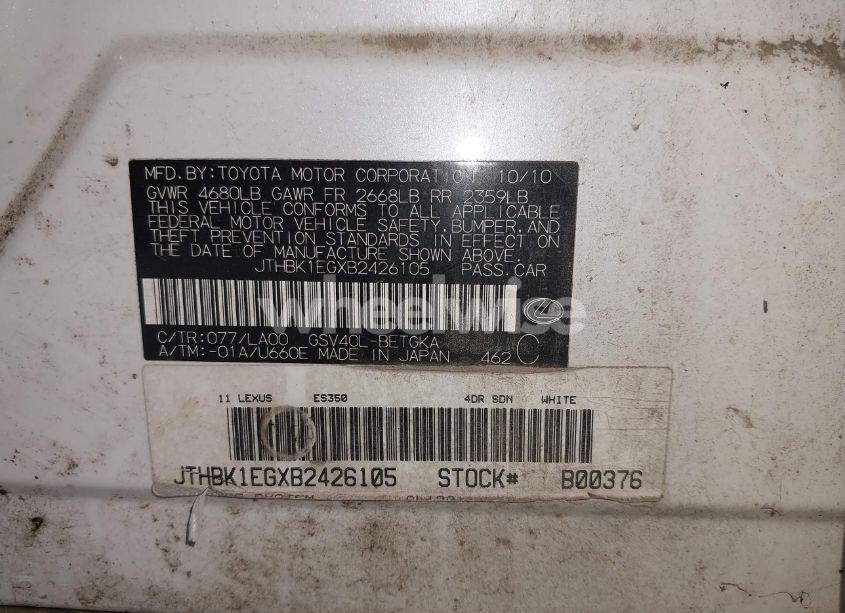 MFD.BY:TOYOTA MOTOR CORPORATION 10/10
GVWR 4680LB GAWR FR 2668LB RR 2359LB
THIS VEHICLE CONFORMS TO ALL APPLICABLE
FEDERAL MOTOR VEHICLE SAFETY,BUMPER,AND
THEFT PREVENTION STANDARDS IN EFFECT ON
THE DATE OF MANUFACTURE SHOWN ABOVE.
JTHBK1EGXB2426105 PASS.CAR
wheelwise
C/TR:077/LA00 GSV40L-BETGKA
A/TM:-01A/U660E MADE IN JAPAN 462 C
11 LEXUS ES350 4DR SDN WHITE
JTHBK1EGXB2426105 STOCK# B00376